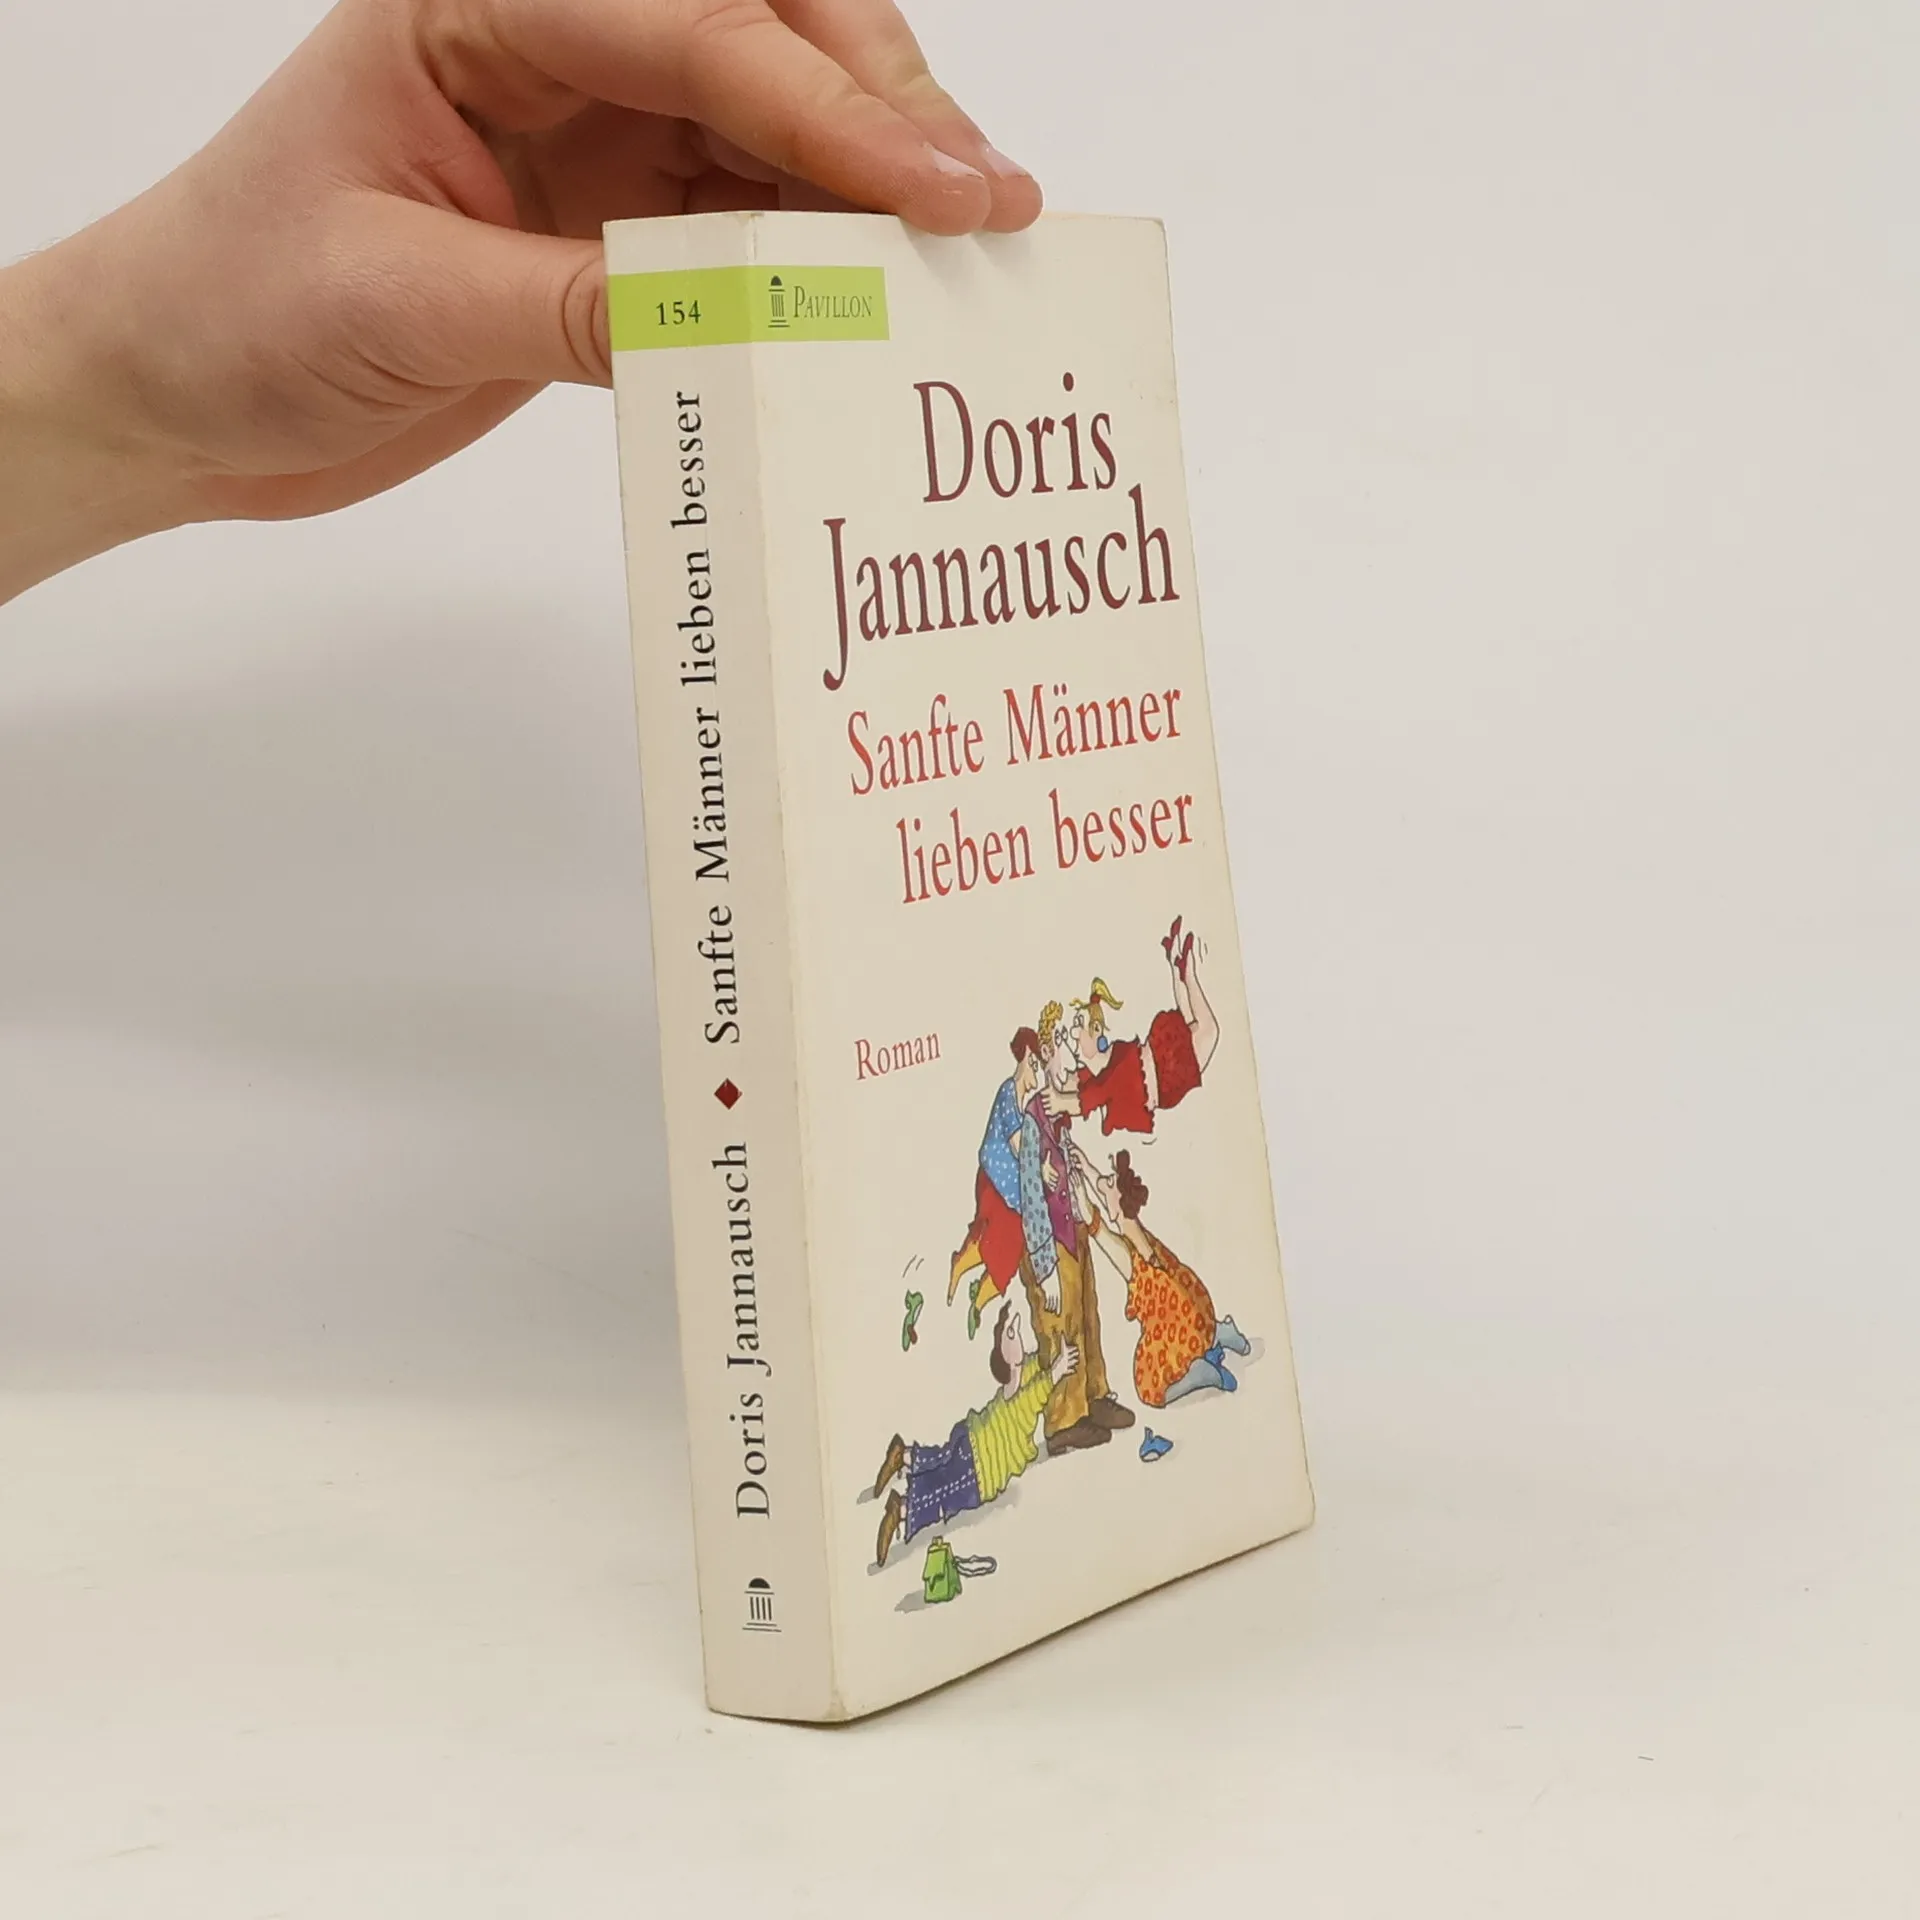 154
PAVILLON
Doris
Jannausch
Sanfte Männer
lieben besser
Roman
Doris Jannausch ◆ Sanfte Männer lieben besser